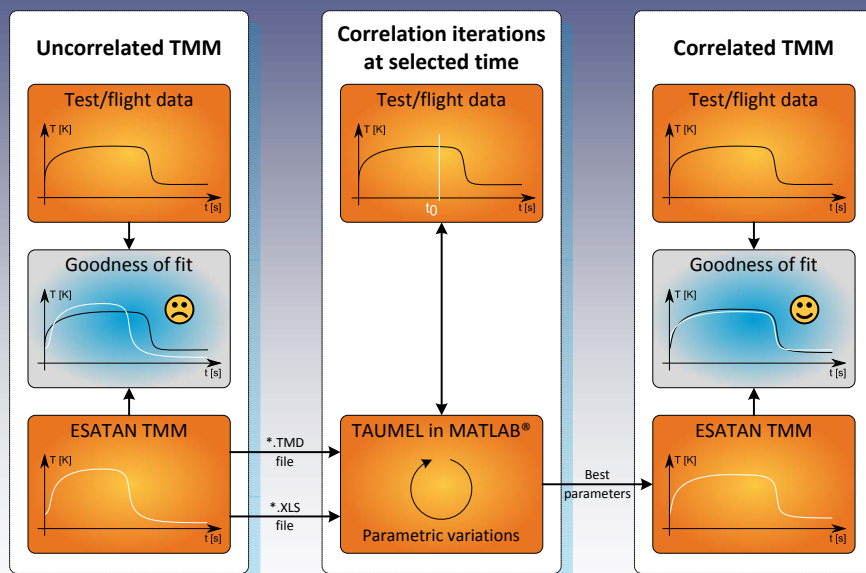 Uncorrelated TMM
Test/flight data
T [K]
t [s]
Goodness of fit
T [K]
t [s]
ESATAN TMM
T [K]
t [s]
*.TMD
file
*.XLS
file
Correlation iterations
at selected time
Test/flight data
T [K]
t0
t [s]
TAUMEL in MATLAB®
Parametric variations
Best
parameters
Correlated TMM
Test/flight data
T [K]
t [s]
Goodness of fit
T [K]
t [s]
ESATAN TMM
T [K]
t [s]